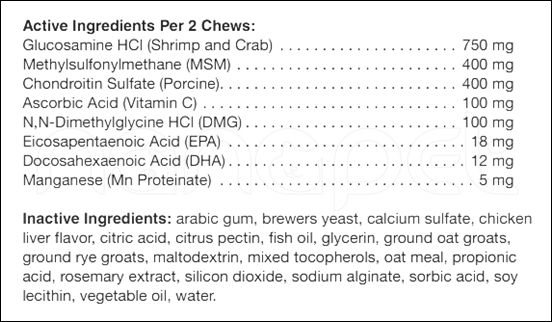 Active Ingredients Per 2 Chews:
Glucosamine HCl (Shrimp and Crab) . . . . . . . . . . . . . . . . . . . . . 750 mg
Methylsulfonylmethane (MSM) . . . . . . . . . . . . . . . . . . . . . . . . . . 400 mg
Chondroitin Sulfate (Porcine). . . . . . . . . . . . . . . . . . . . . . . . . . . 400 mg
Ascorbic Acid (Vitamin C) . . . . . . . . . . . . . . . . . . . . . . . . . . . . . . 100 mg
N,N-Dimethylglycine HCl (DMG) . . . . . . . . . . . . . . . . . . . . . . . . 100 mg
Eicosapentaenoic Acid (EPA) . . . . . . . . . . . . . . . . . . . . . . . . . . . . 18 mg
Docosahexaenoic Acid (DHA) . . . . . . . . . . . . . . . . . . . . . . . . . . . . 12 mg
Manganese (Mn Proteinate) . . . . . . . . . . . . . . . . . . . . . . . . . . . . . . 5 mg
Inactive Ingredients: arabic gum, brewers yeast, calcium sulfate, chicken
liver flavor, citric acid, citrus pectin, fish oil, glycerin, ground oat groats,
ground rye groats, maltodextrin, mixed tocopherols, oat meal, propionic
acid, rosemary extract, silicon dioxide, sodium alginate, sorbic acid, soy
lecithin, vegetable oil, water.